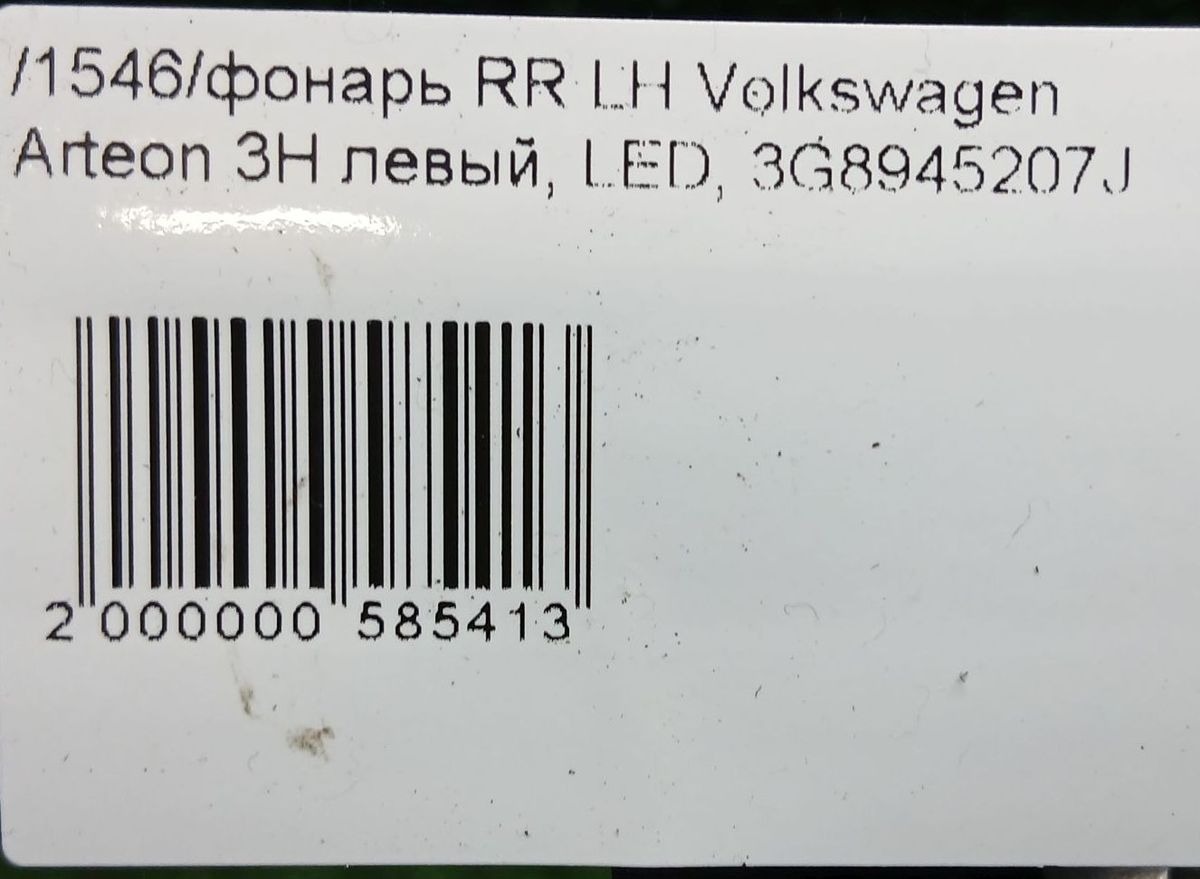 /1546/фонарь RR LH Volkswagen
Arteon 3H левый, LED, 3G8945207J
2 000000 585413